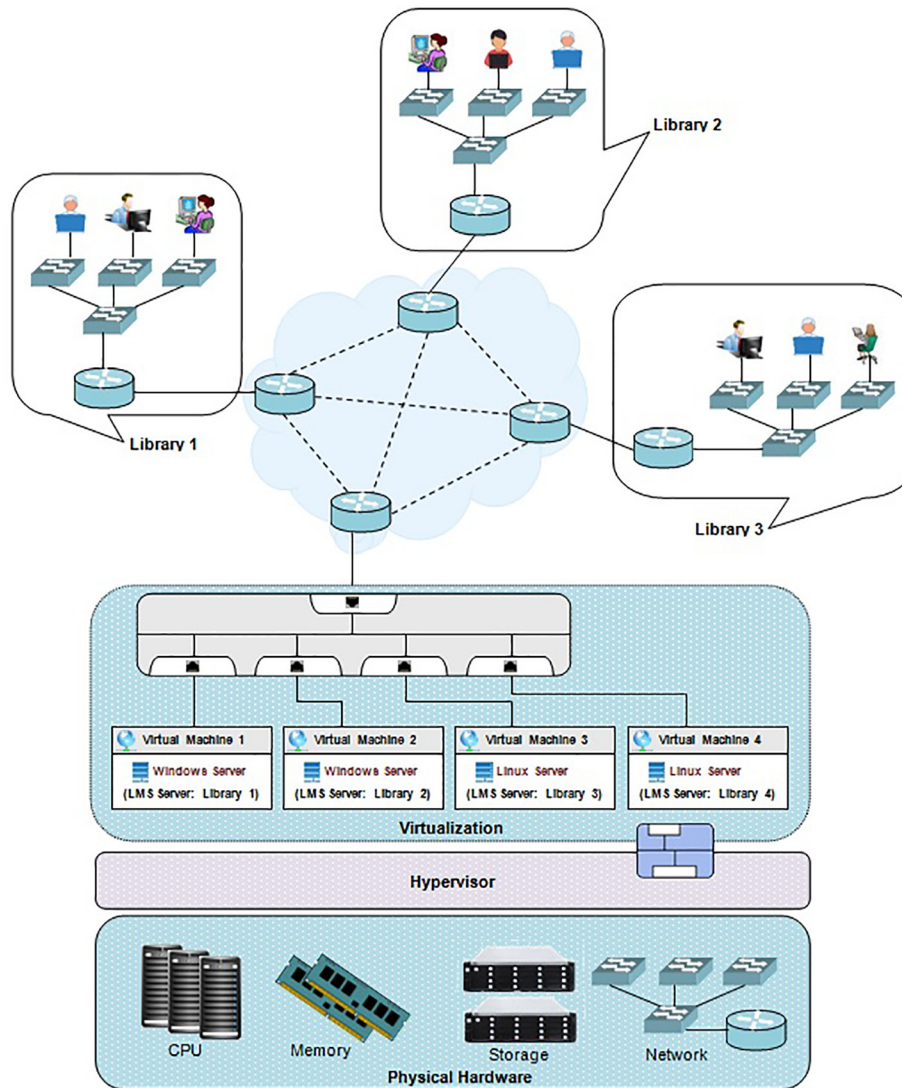 Library 2
Library 1
Library 3
Virtual Machine 1
Windows Server
(LMS Server: Library 1)
Virtual Machine 2
Windows Server
(LMS Server: Library 2)
Virtual Machine 3
Linux Server
(LMS Server: Library 3)
Virtual Machine 4
Linux Server
(LMS Server: Library 4)
Virtualization
Hypervisor
CPU
Memory
Storage
Network
Physical Hardware